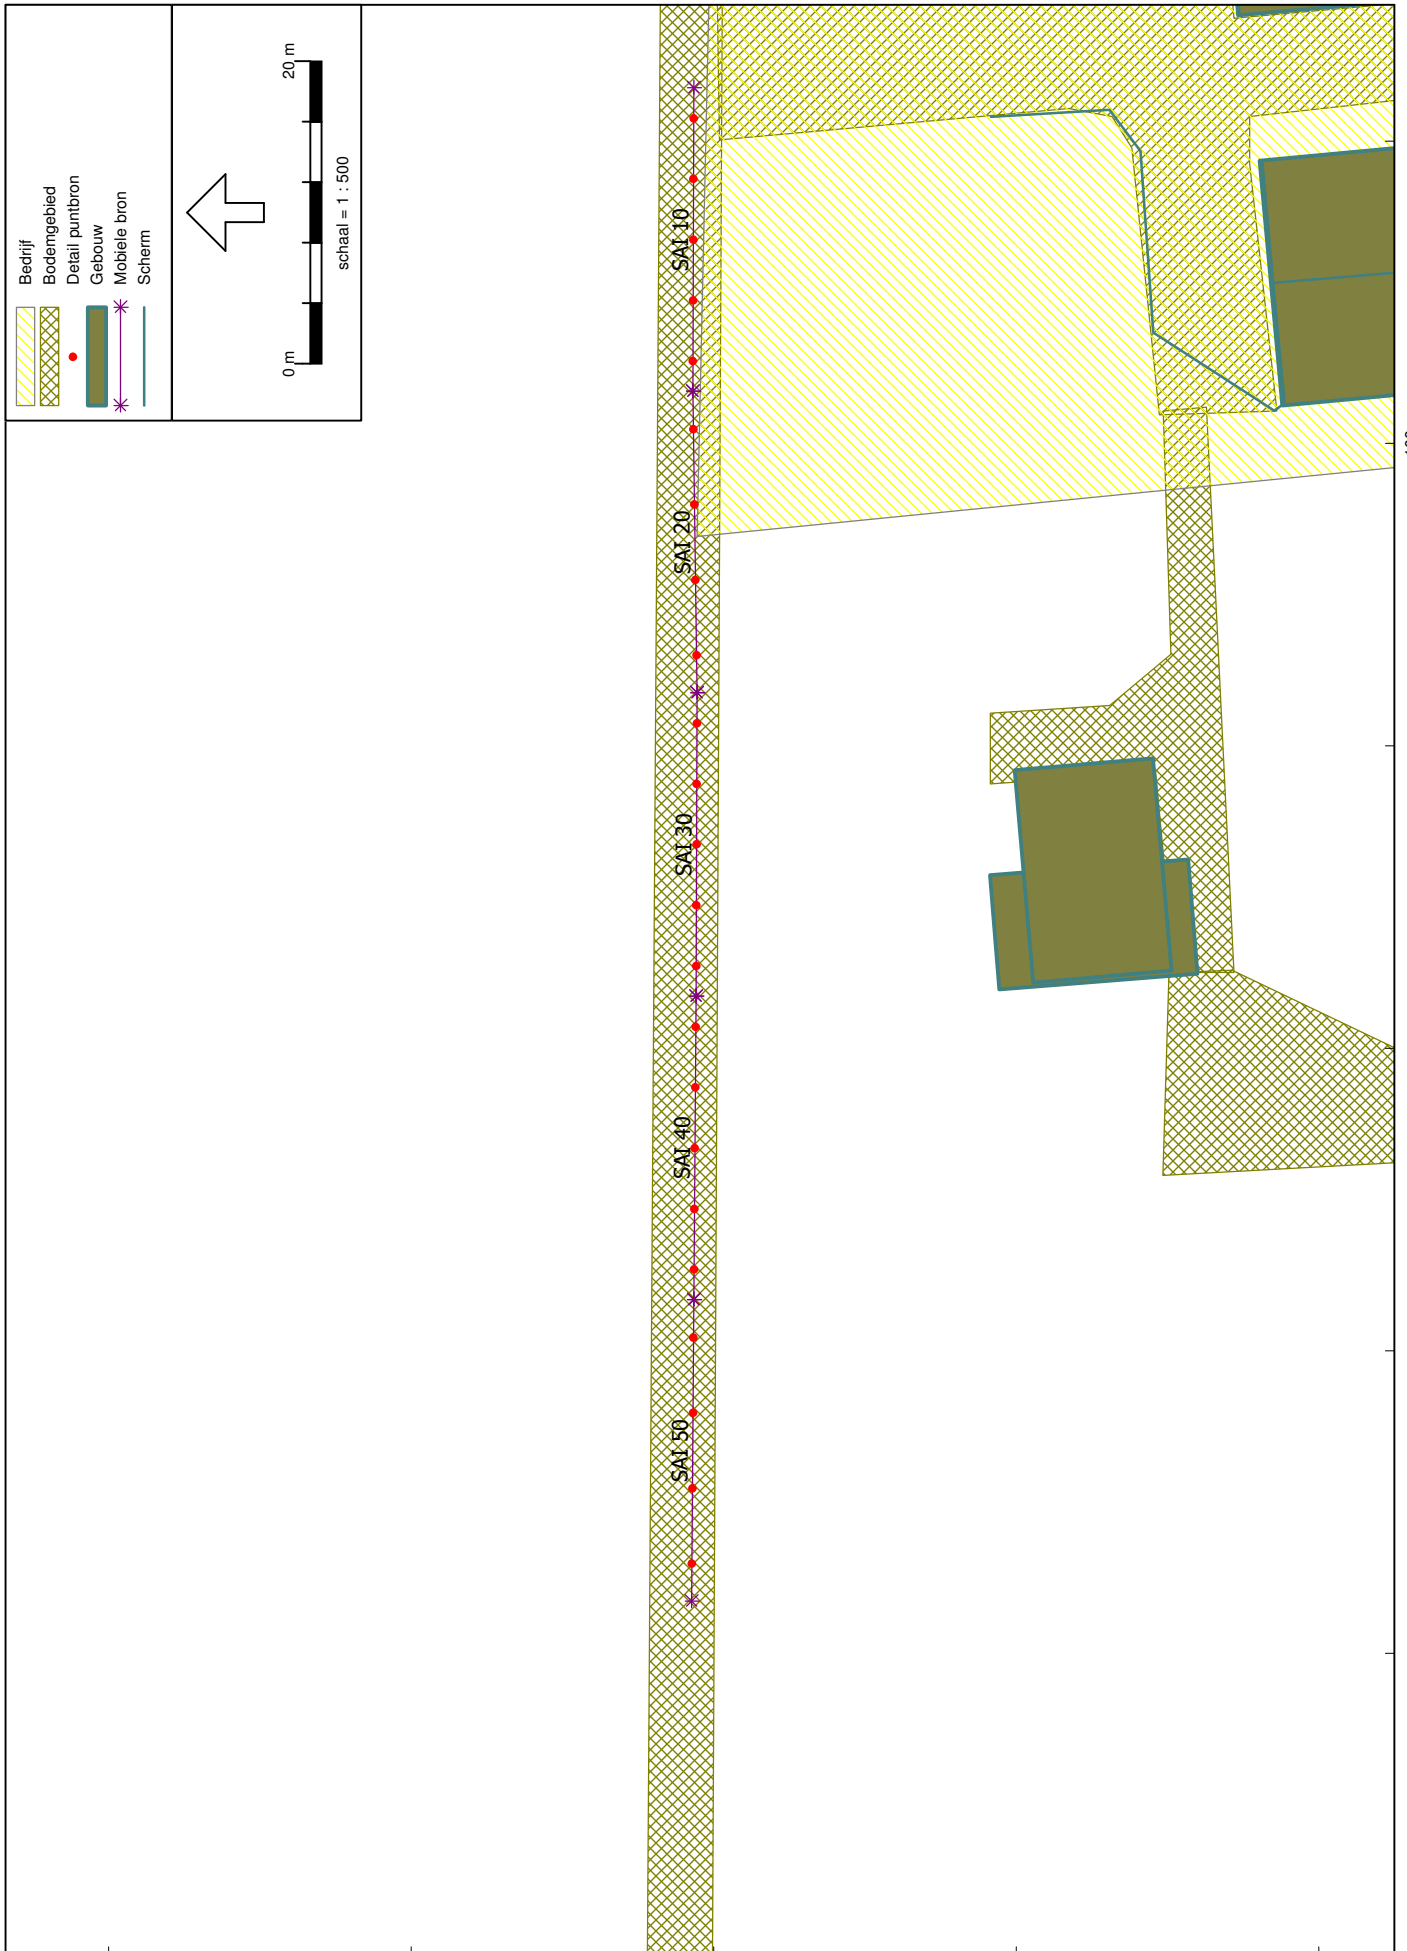 Bedrijf
Bodemgebied
Detail puntbron
Gebouw
Mobiele bron
Scherm
0 m
20 m
schaal = 1 : 500
SAI 50
SAI 40
SAI 30
SAI 20
SAI 10